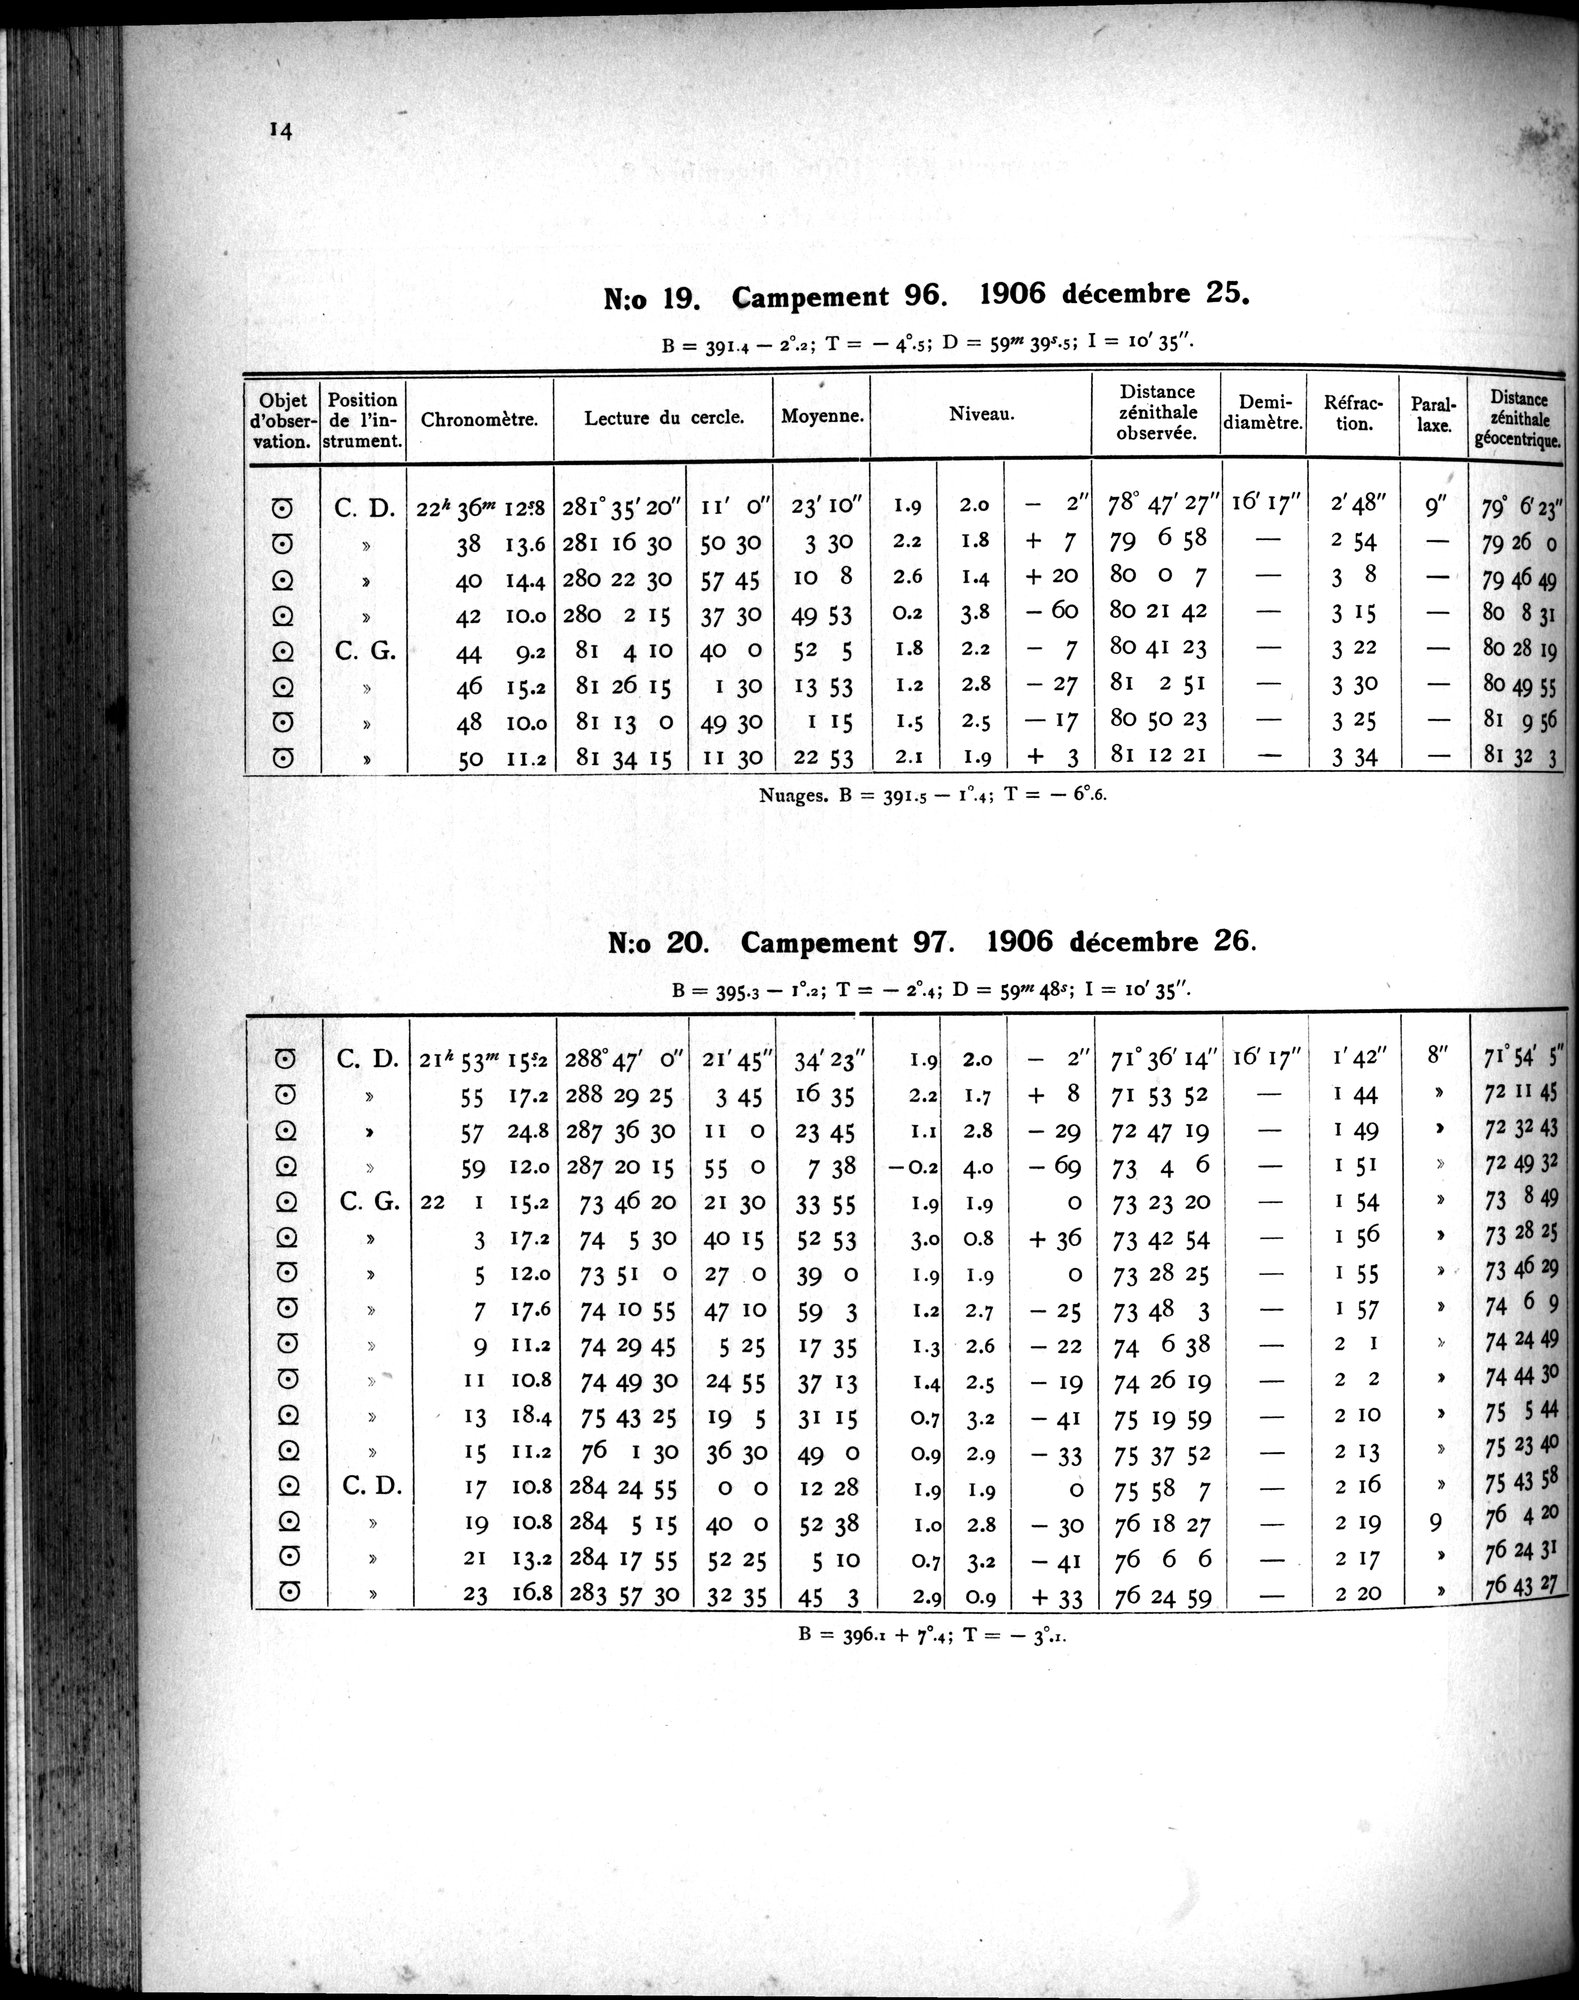 14
N:o 19. Campement 96. 1906 décembre 25.
B = 391.4 — 2°.2; T = — 4°.5; D = 59m 39s.5; I = 10′ 35″.
Objet d'obser-vation. Position de l'in-strument. Chronomètre. Lecture du cercle. Moyenne. Niveau. Distance zénithale observée. Demi-diamètre. Réfrac-tion. Paral-laxe. Distance zénithale géocentrique.
C. D. 22h 36m 12s.8 281° 35′ 20″ 11′ 0″ 23′ 10″ 1.9 2.0 — 2″ 78° 47′ 27″ 16′ 17″ 2′ 48″ 9″ 79° 6′ 23″
» 38 13.6 281 16 30 50 30 3 30 2.2 1.8 + 7 79 6 58 — 2 54 — 79 26 0
» 40 14.4 280 22 30 57 45 10 8 2.6 1.4 + 20 80 0 7 — 3 8 — 79 46 49
» 42 10.0 280 2 15 37 30 49 53 0.2 3.8 — 60 80 21 42 — 3 15 — 80 8 31
C. G. 44 9.2 81 4 10 40 0 52 5 1.8 2.2 — 7 80 41 23 — 3 22 — 80 28 19
» 46 15.2 81 26 15 1 30 13 53 1.2 2.8 — 27 81 2 51 — 3 30 — 80 49 55
» 48 10.0 81 13 0 49 30 1 15 1.5 2.5 — 17 80 50 23 — 3 25 — 81 9 56
» 50 11.2 81 34 15 11 30 22 53 2.1 1.9 + 3 81 12 21 — 3 34 — 81 32 3
Nuages. B = 391.5 — 1°.4; T = — 6°.6.
N:o 20. Campement 97. 1906 décembre 26.
B = 395.3 — 1°.2; T = — 2°.4; D = 59m 48s; I = 10′ 35″.
C. D. 21h 53m 15s.2 288° 47′ 0″ 21′ 45″ 34′ 23″ 1.9 2.0 — 2″ 71° 36′ 14″ 16′ 17″ 1′ 42″ 8″ 71° 54′ 5″
» 55 17.2 288 29 25 3 45 16 35 2.2 1.7 + 8 71 53 52 — 1 44 » 72 11 45
» 57 24.8 287 36 30 11 0 23 45 1.1 2.8 — 29 72 47 19 — 1 49 » 72 32 43
» 59 12.0 287 20 15 55 0 7 38 —0.2 4.0 — 69 73 4 6 — 1 51 » 72 49 32
C. G. 22 1 15.2 73 46 20 21 30 33 55 1.9 1.9 0 73 23 20 — 1 54 » 73 8 49
» 3 17.2 74 5 30 40 15 52 53 3.0 0.8 + 36 73 42 54 — 1 56 » 73 28 25
» 5 12.0 73 51 0 27 0 39 0 1.9 1.9 0 73 28 25 — 1 55 » 73 46 29
» 7 17.6 74 10 55 47 10 59 3 1.2 2.7 — 25 73 48 3 — 1 57 » 74 6 9
» 9 11.2 74 29 45 5 25 17 35 1.3 2.6 — 22 74 6 38 — 2 1 » 74 24 49
» 11 10.8 74 49 30 24 55 37 13 1.4 2.5 — 19 74 26 19 — 2 2 » 74 44 30
» 13 18.4 75 43 25 19 5 31 15 0.7 3.2 — 41 75 19 59 — 2 10 » 75 5 44
» 15 11.2 76 1 30 36 30 49 0 0.9 2.9 — 33 75 37 52 — 2 13 » 75 23 40
C. D. 17 10.8 284 24 55 0 0 12 28 1.9 1.9 0 75 58 7 — 2 16 » 75 43 58
» 19 10.8 284 5 15 40 0 52 38 1.0 2.8 — 30 76 18 27 — 2 19 9 76 4 20
» 21 13.2 284 17 55 52 25 5 10 0.7 3.2 — 41 76 6 6 — 2 17 » 76 24 31
» 23 16.8 283 57 30 32 35 45 3 2.9 0.9 + 33 76 24 59 — 2 20 » 76 43 27
B = 396.1 + 7°.4; T = — 3°.1.